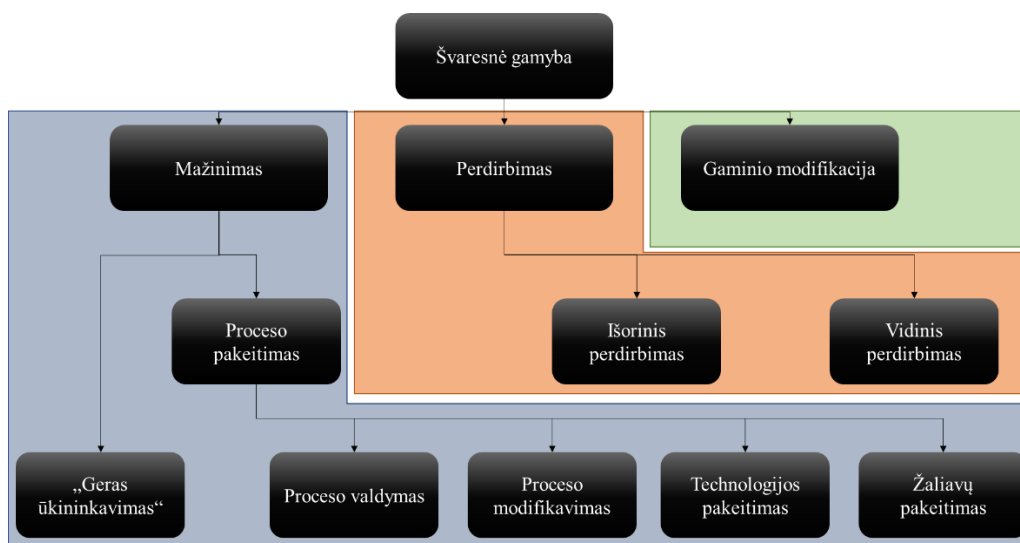 Švaresnė gamyba
Mažinimas
Perdirbimas
Gaminio modifikacija
Proceso
pakeitimas
Išorinis
perdirbimas
Vidinis
perdirbimas
„Geras
ūkininkavimas“
Proceso valdymas
Proceso
modifikavimas
Technologijos
pakeitimas
Žaliavų
pakeitimas